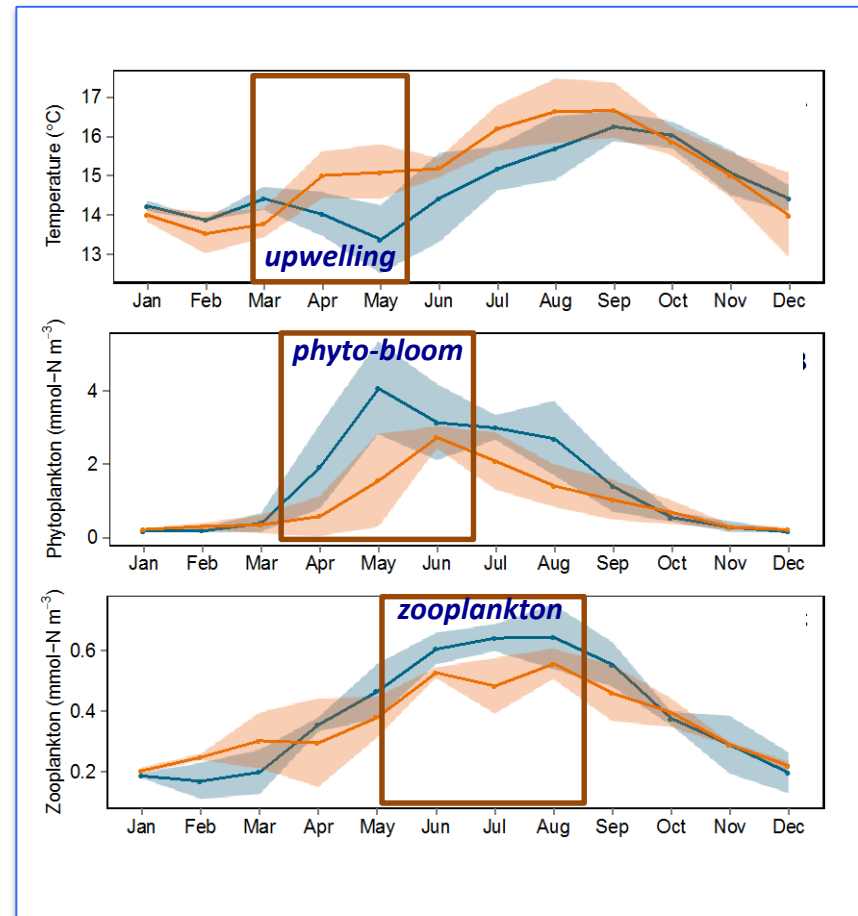 Temperature (°C)
17
16
15
14
13
upwelling
Jan Feb Mar Apr May Jun Jul Aug Sep Oct Nov Dec
Phytoplankton (mmol−N m⁻³)
phyto-bloom
4
2
0
Jan Feb Mar Apr May Jun Jul Aug Sep Oct Nov Dec
Zooplankton (mmol−N m⁻³)
zooplankton
0.6
0.4
0.2
Jan Feb Mar Apr May Jun Jul Aug Sep Oct Nov Dec